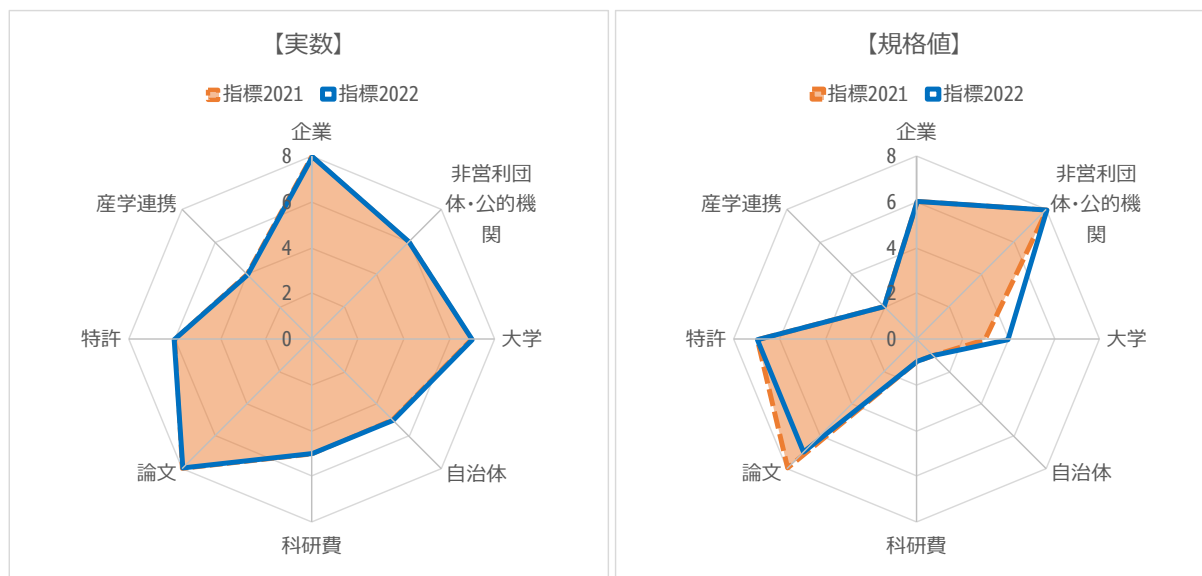 【実数】
指標2021 指標2022
企業
非営利団
体・公的機
関
大学
自治体
科研費
論文
特許
産学連携
8
6
4
2
0
【規格値】
指標2021 指標2022
企業
非営利団
体・公的機
関
大学
自治体
科研費
論文
特許
産学連携
8
6
4
2
0